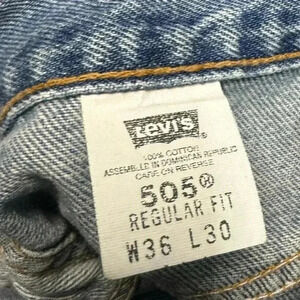 Levi's
100% COTTON
ASSEMBLED IN DOMINICAN REPUBLIC
CARE ON REVERSE
505®
REGULAR FIT
W36 L30